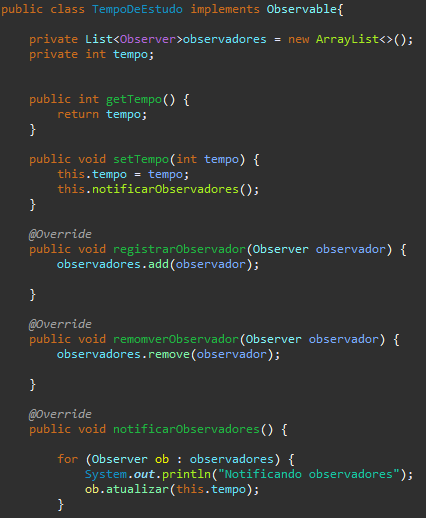 public class TempoDeEstudo implements Observable{
private List<Observer>observadores = new ArrayList<>();
private int tempo;
public int getTempo() {
return tempo;
}
public void setTempo(int tempo) {
this.tempo = tempo;
this.notificarObservadores();
}
@Override
public void registrarObservador(Observer observador) {
observadores.add(observador);
}
@Override
public void remomverObservador(Observer observador) {
observadores.remove(observador);
}
@Override
public void notificarObservadores() {
for (Observer ob : observadores) {
System.out.println("Notificando observadores");
ob.atualizar(this.tempo);
}